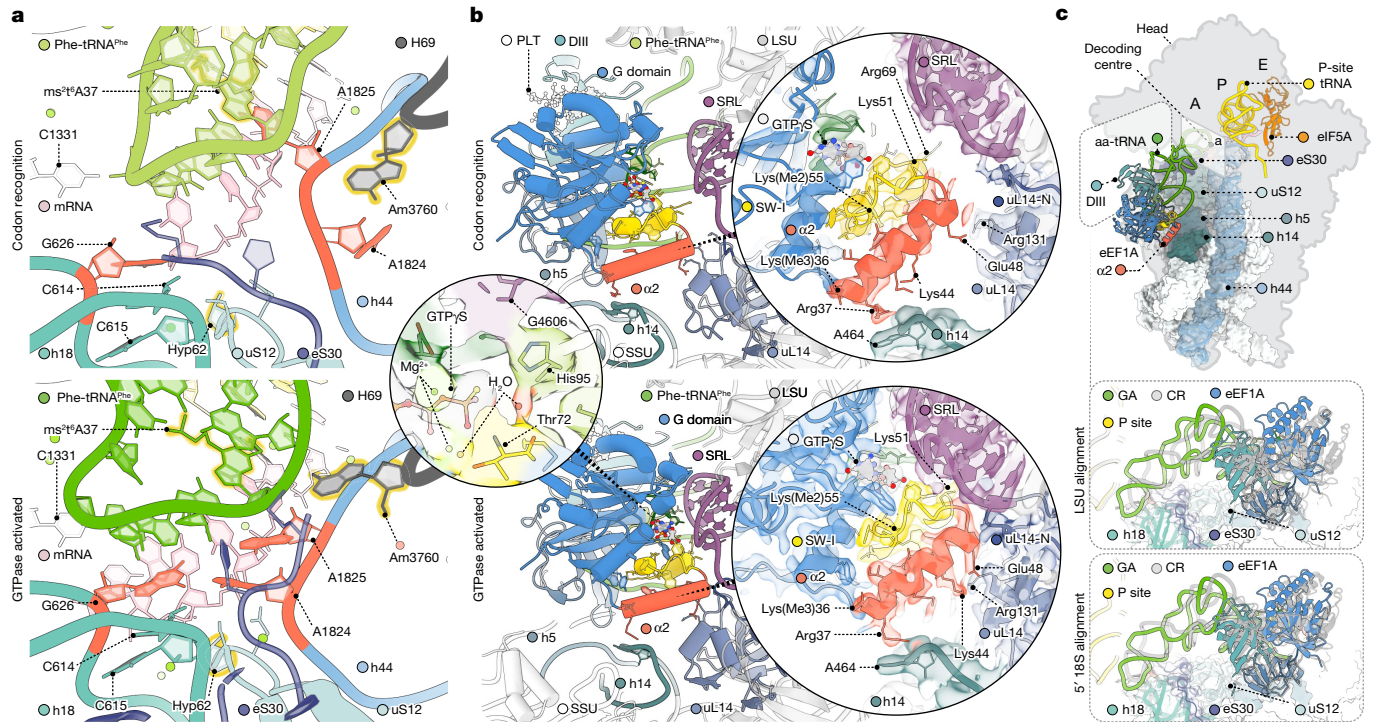 a
Codon recognition
Phe-tRNAPhe
H69
ms2t6A37
A1825
C1331
mRNA
Am3760
G626
A1824
C614
C615
Hyp62
h44
h18
uS12
eS30
GTPase activated
Phe-tRNAPhe
H69
ms2t6A37
C1331
mRNA
Am3760
A1825
G626
A1824
C614
h44
C615
Hyp62
h18
eS30
uS12
b
Codon recognition
PLT
DIII
Phe-tRNAPhe
LSU
G domain
SRL
h5
α2
h14
SSU
uL14
Arg69
SRL
Lys51
GTPγS
Lys(Me2)55
SW-I
uL14-N
α2
Arg131
Lys(Me3)36
Glu48
Lys44
uL14
Arg37
A464
h14
GTPγS
G4606
Mg2+
H2O
His95
Thr72
GTPase activated
Phe-tRNAPhe
LSU
G domain
SRL
h5
α2
h14
SSU
uL14
SRL
GTPγS
Lys51
Lys(Me2)55
SW-I
uL14-N
α2
Glu48
Lys(Me3)36
Arg131
Arg37
uL14
Lys44
A464
h14
c
Head
Decoding
centre
E
P
P-site
tRNA
A
aa-tRNA
eIF5A
a
eS30
DIII
uS12
h5
eEF1A
h14
α2
h44
LSU alignment
GA
CR
eEF1A
P site
h18
eS30
uS12
5′ 18S alignment
GA
CR
eEF1A
P site
h18
eS30
uS12